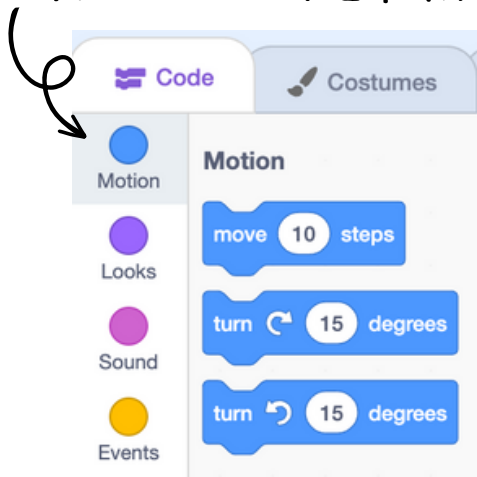 Code
Costumes
Motion
Looks
Sound
Events
Motion
move 10 steps
turn 15 degrees
turn 15 degrees